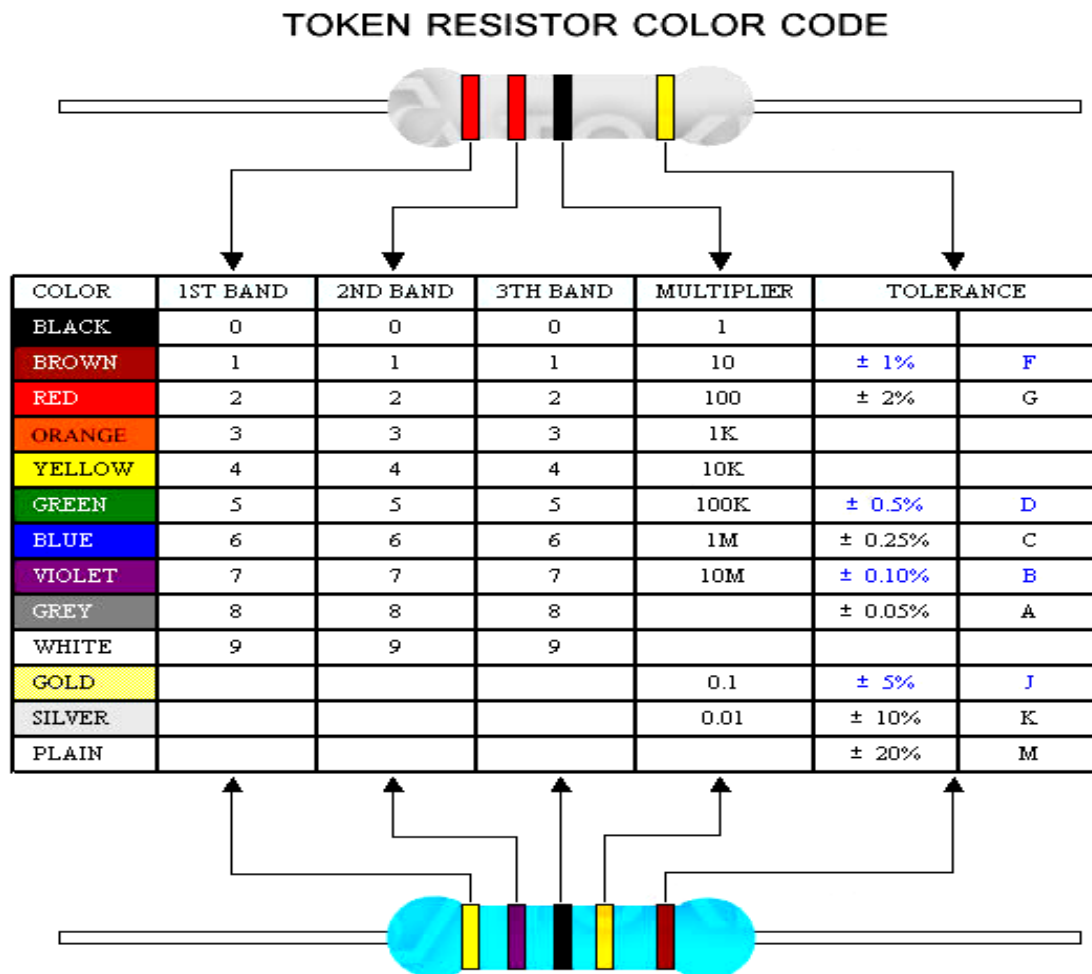 TOKEN RESISTOR COLOR CODE
COLOR 1ST BAND 2ND BAND 3TH BAND MULTIPLIER TOLERANCE
BLACK 0 0 0 1
BROWN 1 1 1 10 ± 1% F
RED 2 2 2 100 ± 2% G
ORANGE 3 3 3 1K
YELLOW 4 4 4 10K
GREEN 5 5 5 100K ± 0.5% D
BLUE 6 6 6 1M ± 0.25% C
VIOLET 7 7 7 10M ± 0.10% B
GREY 8 8 8 ± 0.05% A
WHITE 9 9 9
GOLD 0.1 ± 5% J
SILVER 0.01 ± 10% K
PLAIN ± 20% M